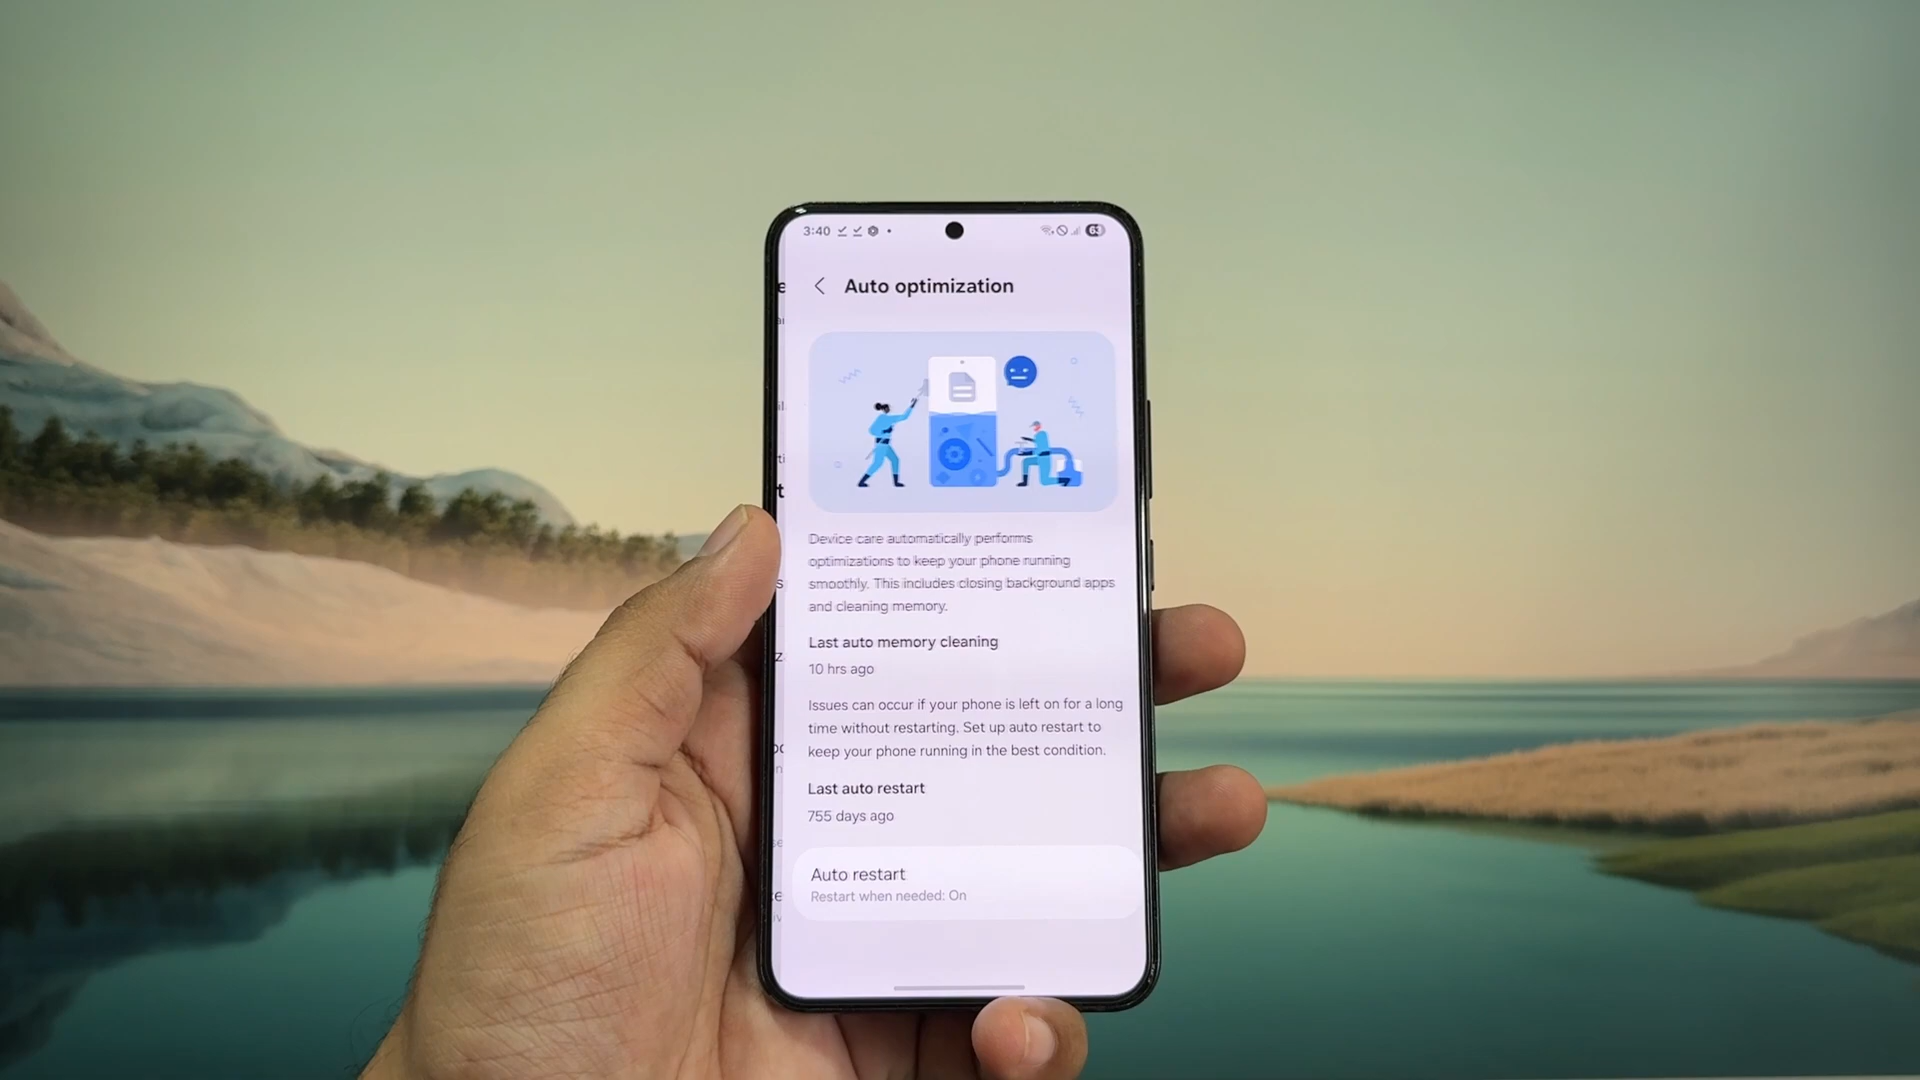 3:40
63
Auto optimization
Device care automatically performs
optimizations to keep your phone running
smoothly. This includes closing background apps
and cleaning memory.
Last auto memory cleaning
10 hrs ago
Issues can occur if your phone is left on for a long
time without restarting. Set up auto restart to
keep your phone running in the best condition.
Last auto restart
755 days ago
Auto restart
Restart when needed: On